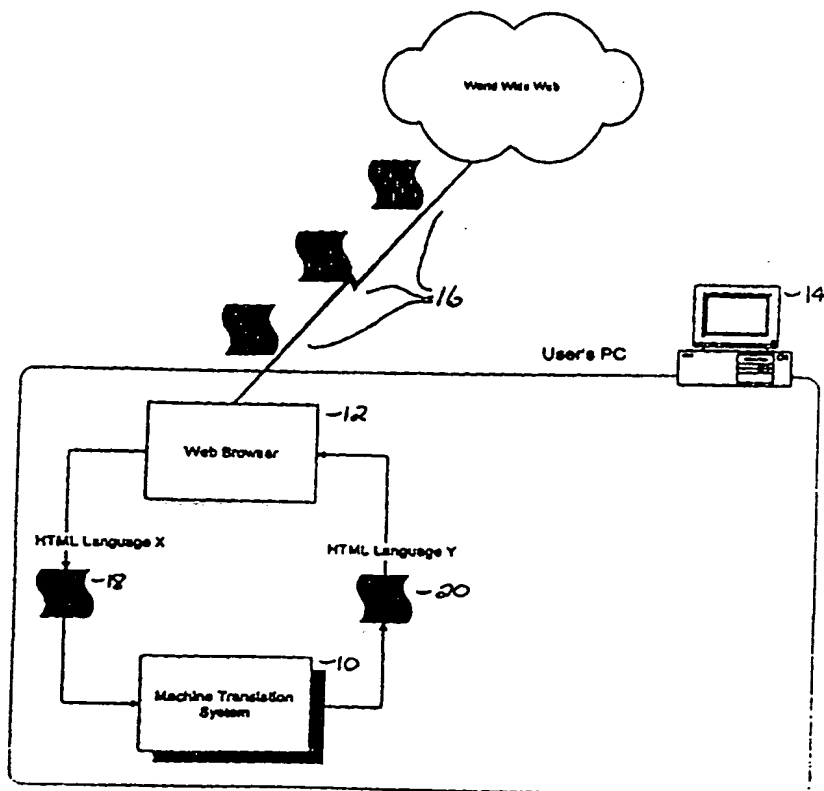 World Wide Web
16
14
User's PC
12
Web Browser
HTML Language X
HTML Language Y
18
20
10
Machine Translation
System